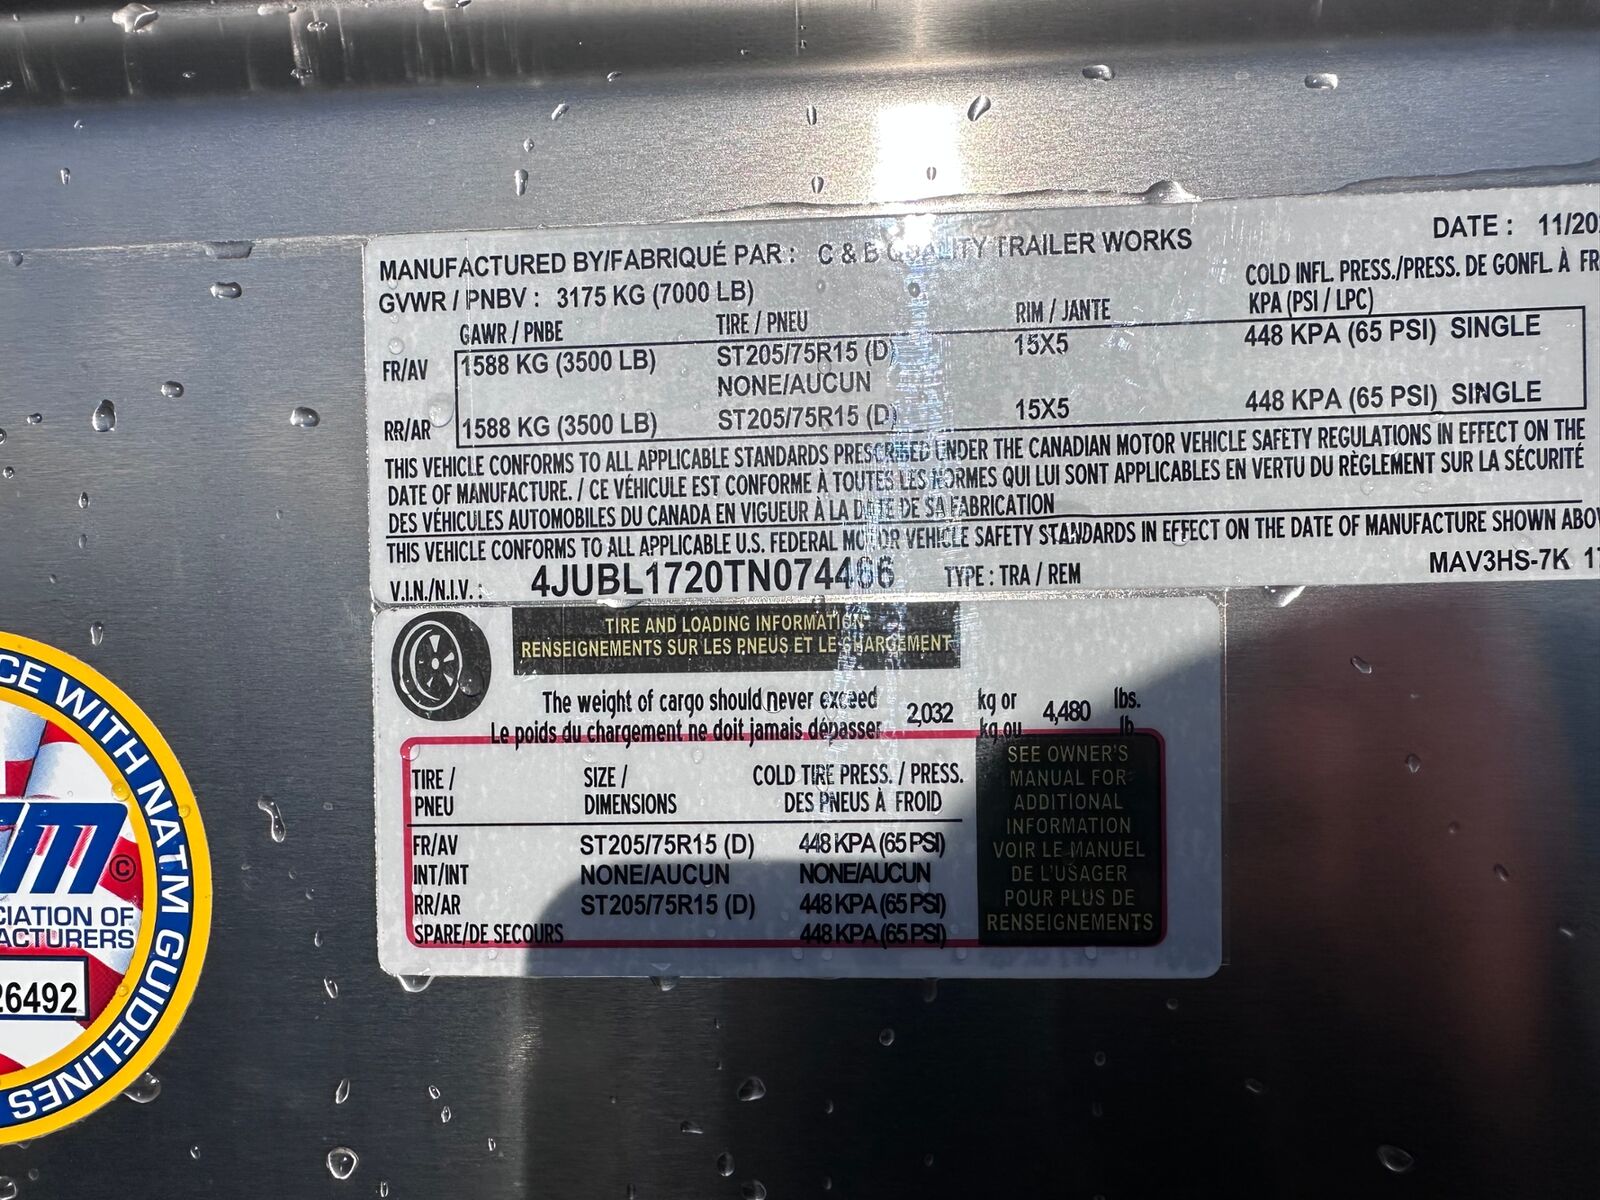 MANUFACTURED BY/FABRIQUÉ PAR : C & B QUALITY TRAILER WORKS DATE : 11/202
GVWR / PNBV : 3175 KG (7000 LB) COLD INFL. PRESS./PRESS. DE GONFL. À FR
GAWR / PNBE TIRE / PNEU RIM / JANTE KPA (PSI / LPC)
FR/AV 1588 KG (3500 LB) ST205/75R15 (D) 15X5 448 KPA (65 PSI) SINGLE
NONE/AUCUN
RR/AR 1588 KG (3500 LB) ST205/75R15 (D) 15X5 448 KPA (65 PSI) SINGLE
THIS VEHICLE CONFORMS TO ALL APPLICABLE STANDARDS PRESCRIBED UNDER THE CANADIAN MOTOR VEHICLE SAFETY REGULATIONS IN EFFECT ON THE
DATE OF MANUFACTURE. / CE VÉHICULE EST CONFORME À TOUTES LES NORMES QUI LUI SONT APPLICABLES EN VERTU DU RÈGLEMENT SUR LA SÉCURITÉ
DES VÉHICULES AUTOMOBILES DU CANADA EN VIGUEUR À LA DATE DE SA FABRICATION
THIS VEHICLE CONFORMS TO ALL APPLICABLE U.S. FEDERAL MOTOR VEHICLE SAFETY STANDARDS IN EFFECT ON THE DATE OF MANUFACTURE SHOWN ABOV
V.I.N./N.I.V. : 4JUBL1720TN074466 TYPE : TRA / REM MAV3HS-7K 17
TIRE AND LOADING INFORMATION
RENSEIGNEMENTS SUR LES PNEUS ET LE CHARGEMENT
The weight of cargo should never exceed kg or lbs.
2,032 4,480
Le poids du chargement ne doit jamais dépasser kg ou lb
TIRE / SIZE / COLD TIRE PRESS. / PRESS.
PNEU DIMENSIONS DES PNEUS À FROID
FR/AV ST205/75R15 (D) 448 KPA (65 PSI)
INT/INT NONE/AUCUN NONE/AUCUN
RR/AR ST205/75R15 (D) 448 KPA (65 PSI)
SPARE/DE SECOURS 448 KPA (65 PSI)
SEE OWNER'S
MANUAL FOR
ADDITIONAL
INFORMATION
VOIR LE MANUEL
DE L'USAGER
POUR PLUS DE
RENSEIGNEMENTS
CE WITH NATM GUIDELINES
m ©
CIATION OF
ACTURERS
26492